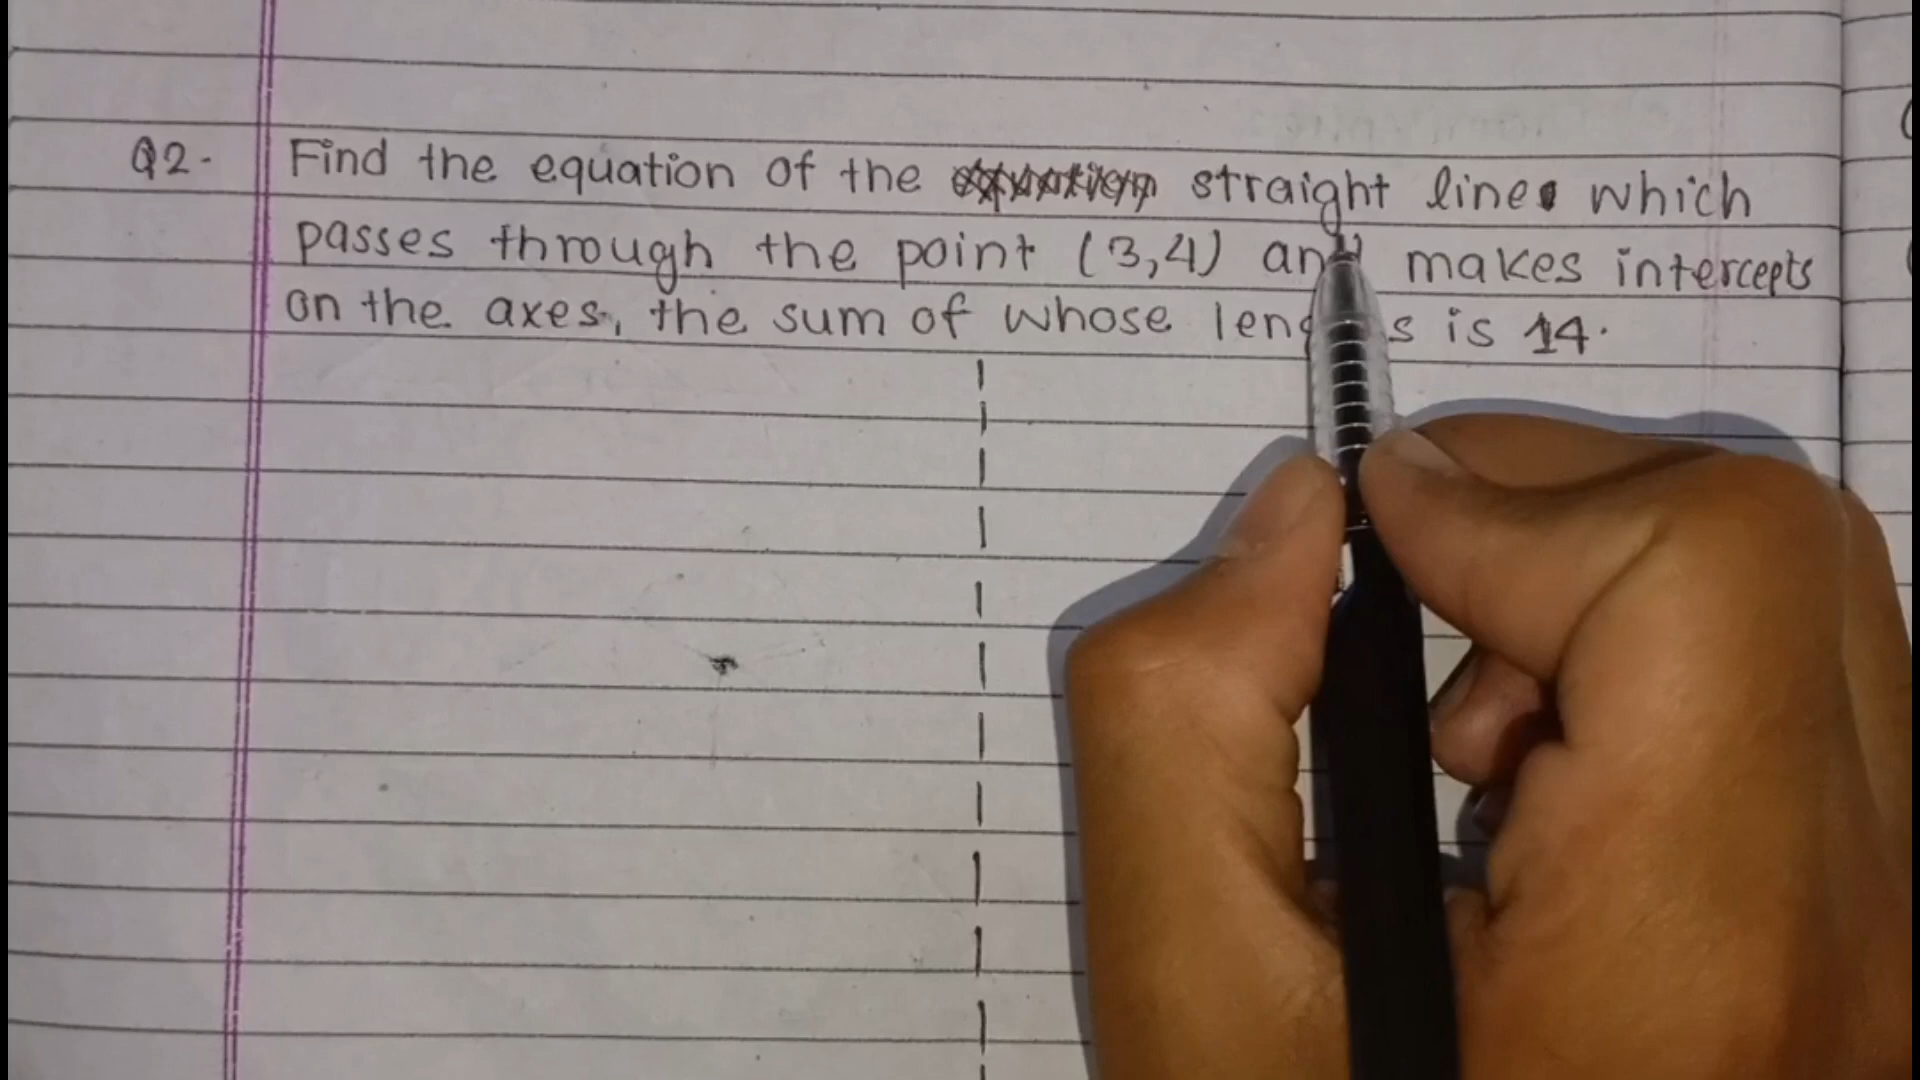 Q2. Find the equation of the straight line which
passes through the point (3,4) and makes intercepts
on the axes, the sum of whose is 14.